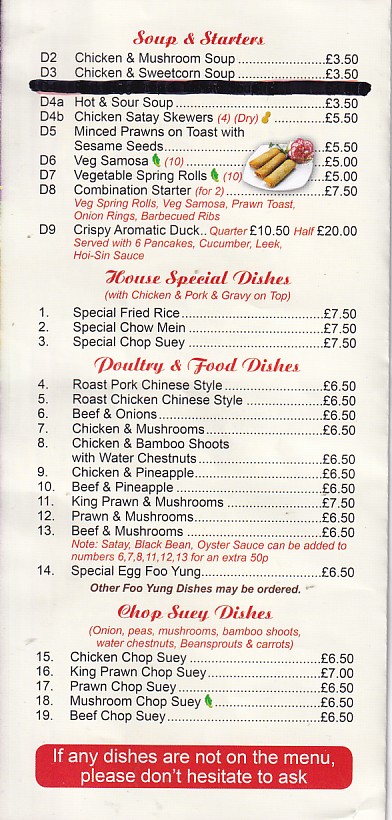 Soup & Starters
D2 Chicken & Mushroom Soup ....................£3.50
D3 Chicken & Sweetcorn Soup ...................£3.50
D4a Hot & Sour Soup ....................£3.50
D4b Chicken Satay Skewers (4) (Dry) ..........£5.50
D5 Minced Prawns on Toast with
Sesame Seeds....................£5.50
D6 Veg Samosa (10) ....................£5.00
D7 Vegetable Spring Rolls (10) ..........£5.00
D8 Combination Starter (for 2) ....................£7.50
Veg Spring Rolls, Veg Samosa, Prawn Toast,
Onion Rings, Barbecued Ribs
D9 Crispy Aromatic Duck.. Quarter £10.50 Half £20.00
Served with 6 Pancakes, Cucumber, Leek,
Hoi-Sin Sauce
House Special Dishes
(with Chicken & Pork & Gravy on Top)
1. Special Fried Rice....................£7.50
2. Special Chow Mein ....................£7.50
3. Special Chop Suey ....................£7.50
Poultry & Food Dishes
4. Roast Pork Chinese Style....................£6.50
5. Roast Chicken Chinese Style ....................£6.50
6. Beef & Onions....................£6.50
7. Chicken & Mushrooms....................£6.50
8. Chicken & Bamboo Shoots
with Water Chestnuts....................£6.50
9. Chicken & Pineapple....................£6.50
10. Beef & Pineapple ....................£6.50
11. King Prawn & Mushrooms ....................£7.50
12. Prawn & Mushrooms....................£6.50
13. Beef & Mushrooms ....................£6.50
Note: Satay, Black Bean, Oyster Sauce can be added to
numbers 6,7,8,11,12,13 for an extra 50p
14. Special Egg Foo Yung....................£6.50
Other Foo Yung Dishes may be ordered.
Chop Suey Dishes
(Onion, peas, mushrooms, bamboo shoots,
water chestnuts, Beansprouts & carrots)
15. Chicken Chop Suey ....................£6.50
16. King Prawn Chop Suey....................£7.00
17. Prawn Chop Suey ....................£6.50
18. Mushroom Chop Suey ....................£6.50
19. Beef Chop Suey....................£6.50
If any dishes are not on the menu,
please don't hesitate to ask